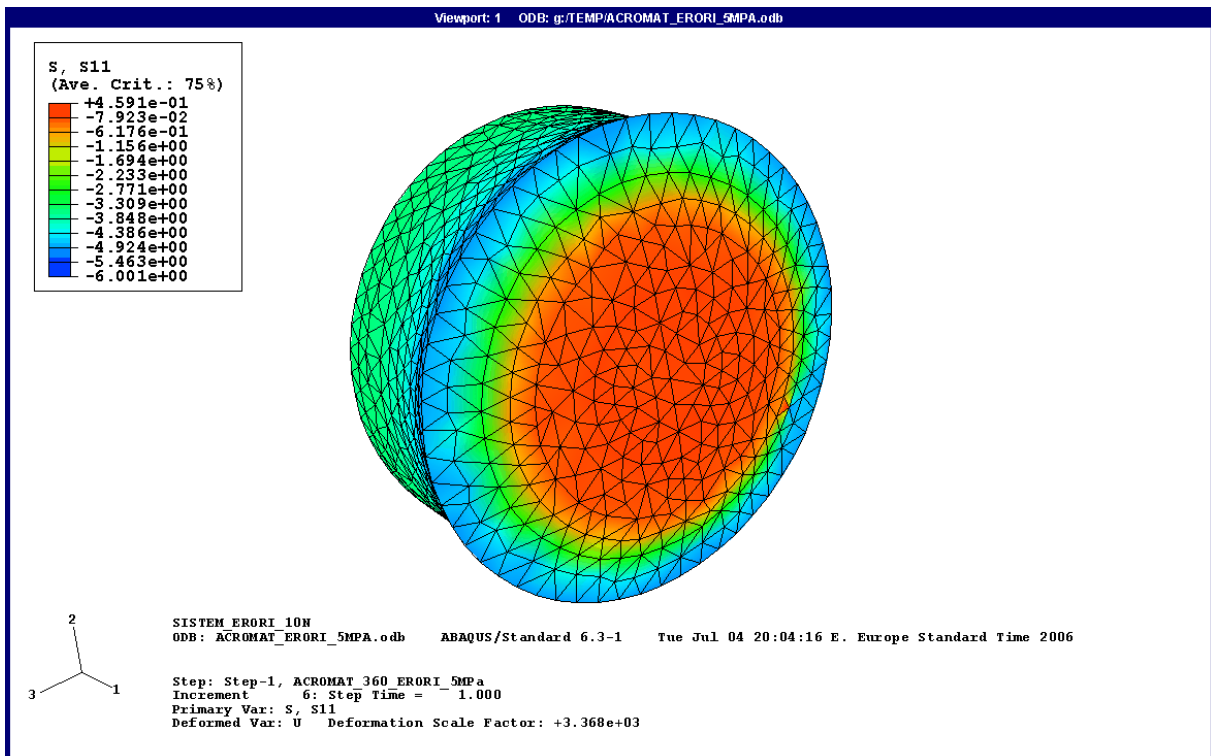 Viewport: 1 ODB: g:/TEMP/ACROMAT_ERORI_5MPA.odb
S, S11
(Ave. Crit.: 75%)
+4.591e-01
-7.923e-02
-6.176e-01
-1.156e+00
-1.694e+00
-2.233e+00
-2.771e+00
-3.309e+00
-3.848e+00
-4.386e+00
-4.924e+00
-5.463e+00
-6.001e+00
2
3
1
SISTEM_ERORI_10N
ODB: ACROMAT_ERORI_5MPA.odb ABAQUS/Standard 6.3-1 Tue Jul 04 20:04:16 E. Europe Standard Time 2006
Step: Step-1, ACROMAT_360_ERORI_5MPa
Increment 6: Step Time = 1.000
Primary Var: S, S11
Deformed Var: U Deformation Scale Factor: +3.368e+03